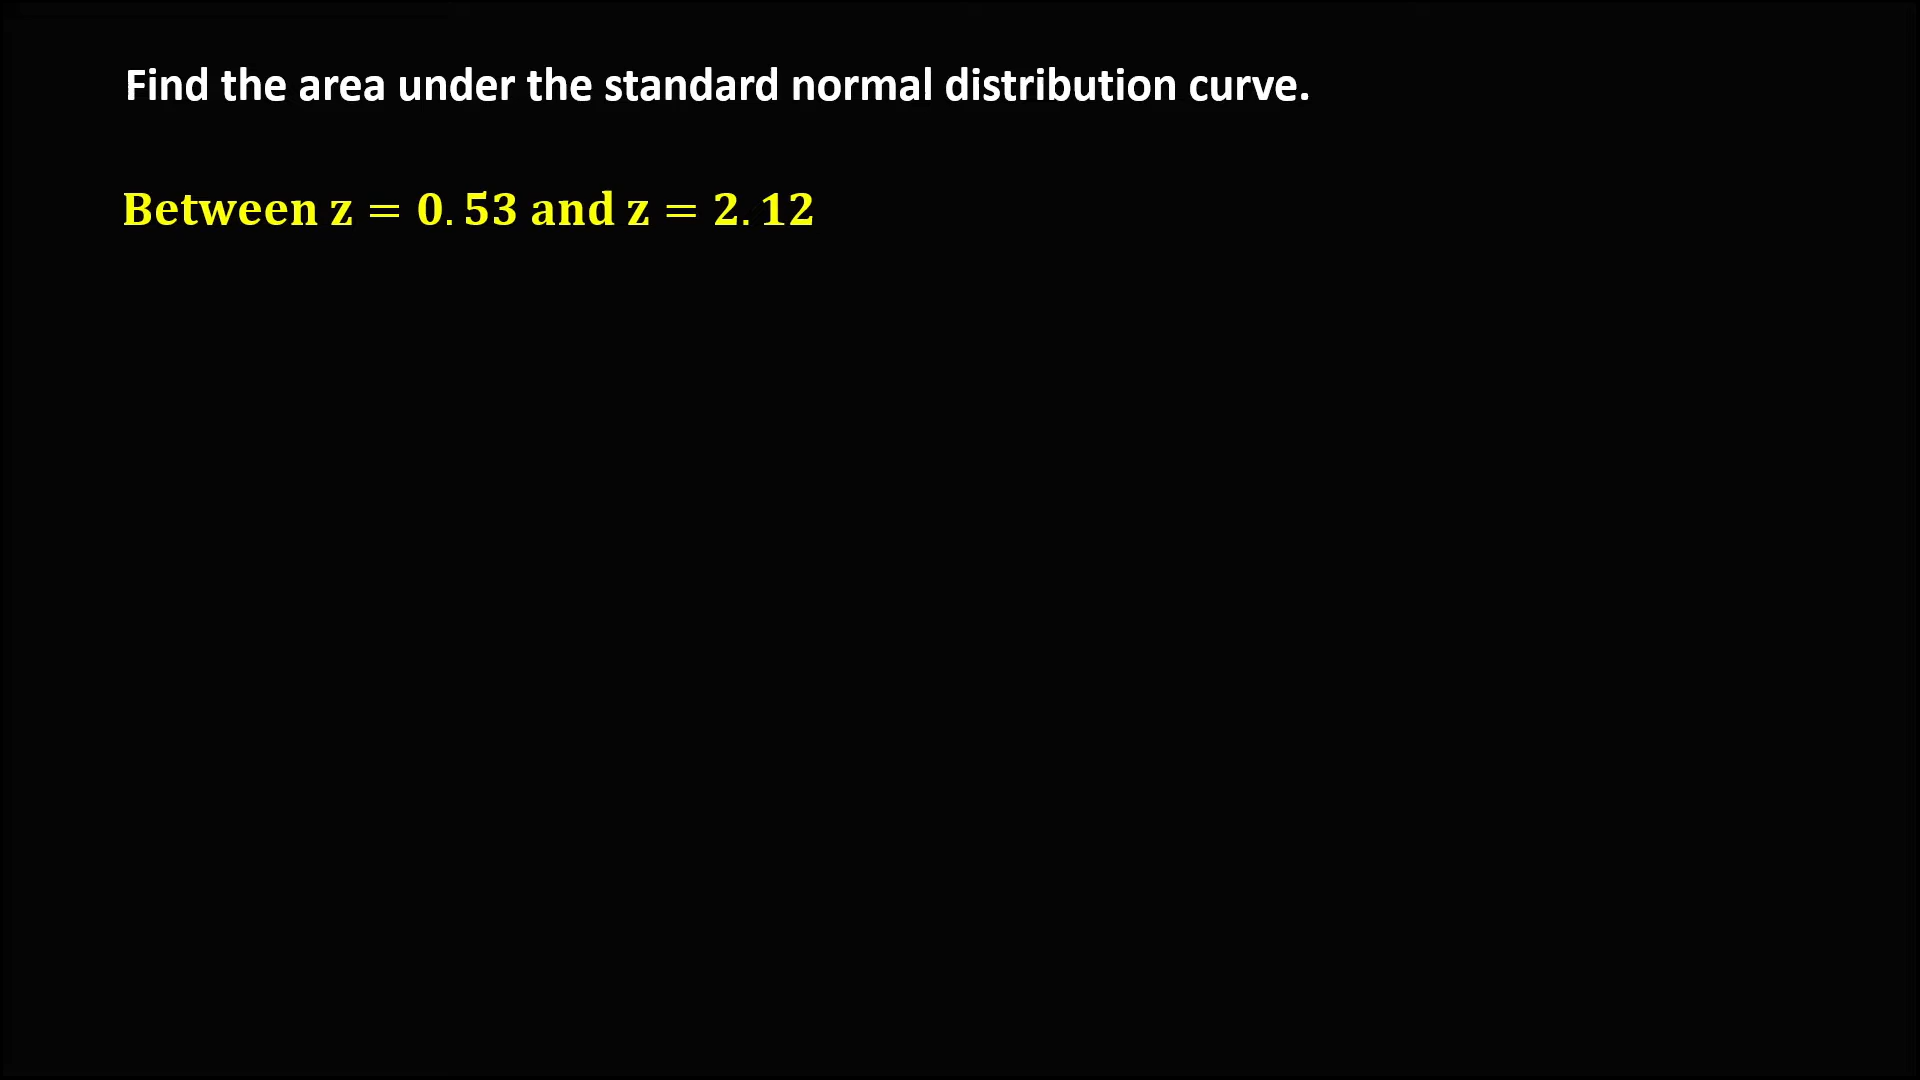 Find the area under the standard normal distribution curve.
Between z = 0.53 and z = 2.12